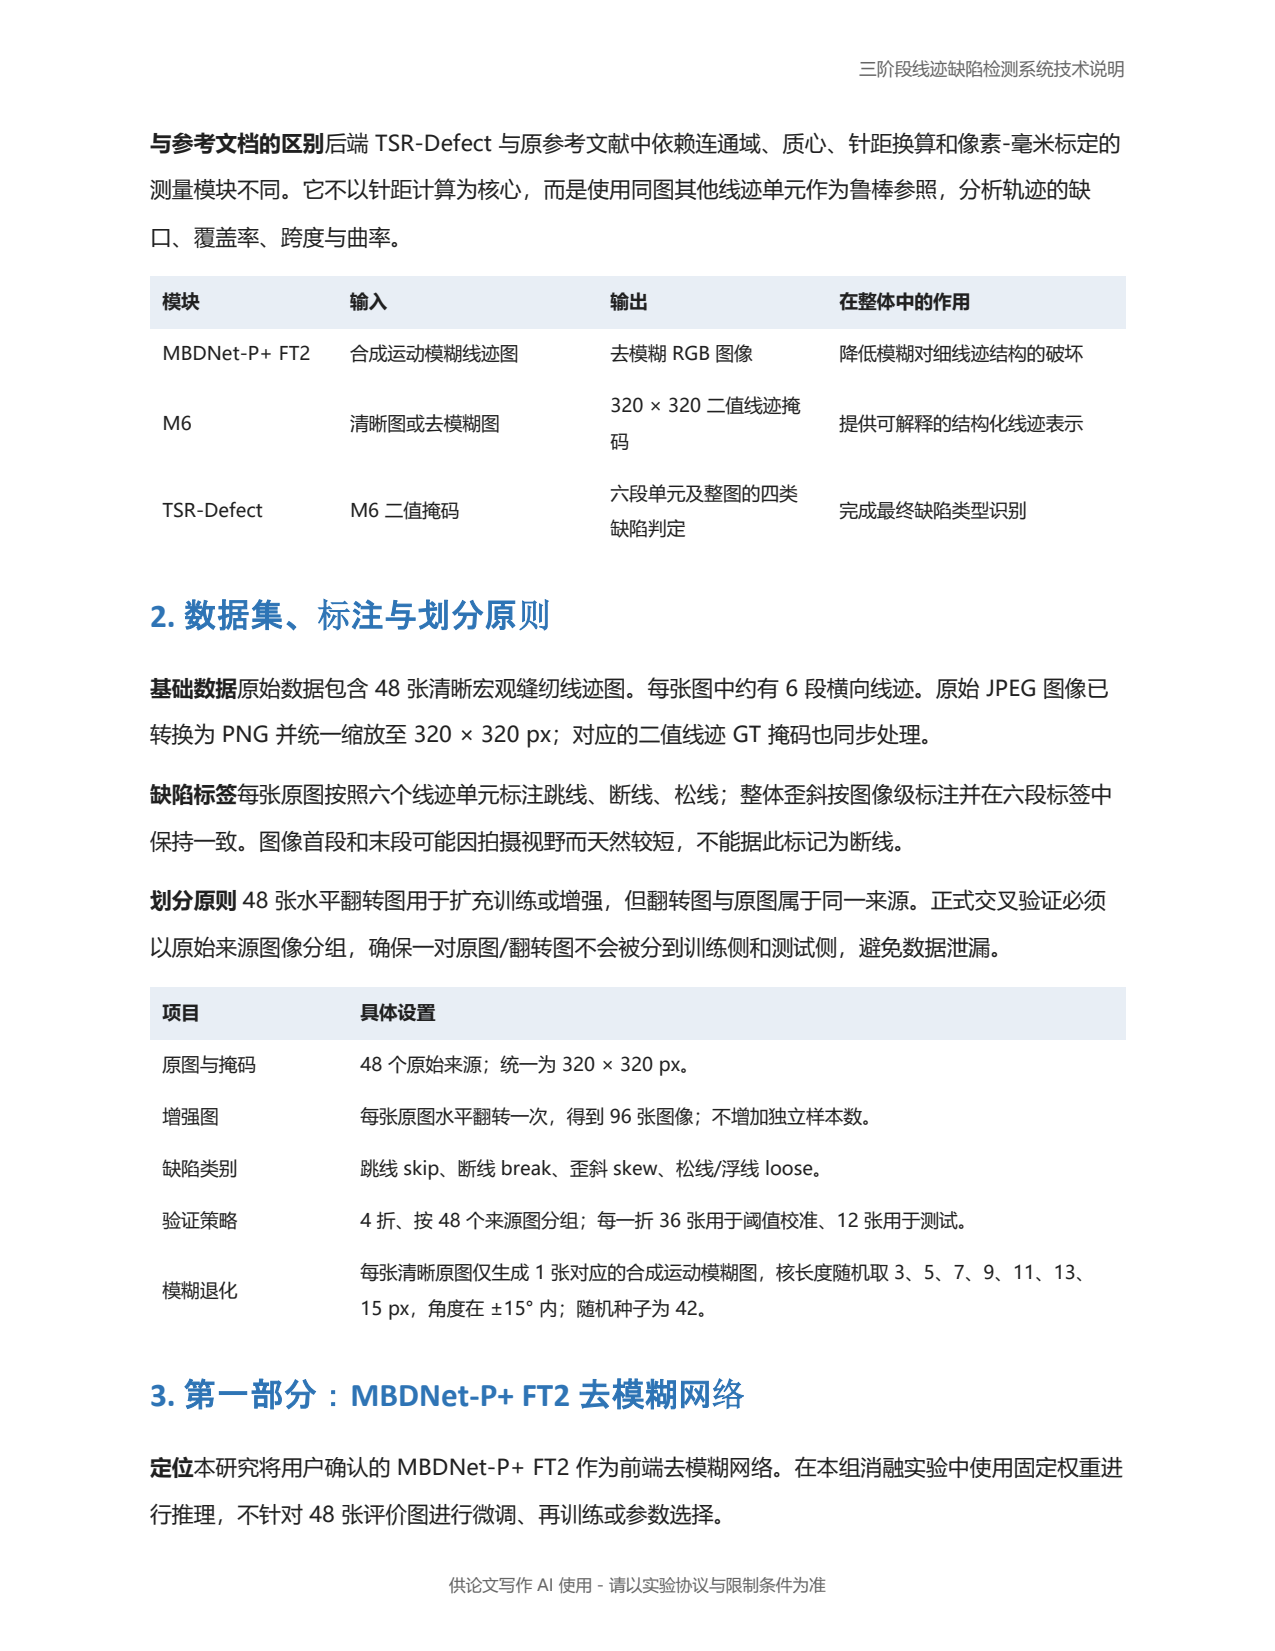 三阶段线迹缺陷检测系统技术说明
与参考文档的区别后端 TSR-Defect 与原参考文献中依赖连通域、质心、针距换算和像素-毫米标定的
测量模块不同。它不以针距计算为核心，而是使用同图其他线迹单元作为鲁棒参照，分析轨迹的缺
口、覆盖率、跨度与曲率。
模块 输入 输出 在整体中的作用
MBDNet-P+ FT2 合成运动模糊线迹图 去模糊 RGB 图像 降低模糊对细线迹结构的破坏
M6 清晰图或去模糊图 320 × 320 二值线迹掩 提供可解释的结构化线迹表示
码
TSR-Defect M6 二值掩码 六段单元及整图的四类 完成最终缺陷类型识别
缺陷判定
2. 数据集、标注与划分原则
基础数据原始数据包含 48 张清晰宏观缝纫线迹图。每张图中约有 6 段横向线迹。原始 JPEG 图像已
转换为 PNG 并统一缩放至 320 × 320 px；对应的二值线迹 GT 掩码也同步处理。
缺陷标签每张原图按照六个线迹单元标注跳线、断线、松线；整体歪斜按图像级标注并在六段标签中
保持一致。图像首段和末段可能因拍摄视野而天然较短，不能据此标记为断线。
划分原则 48 张水平翻转图用于扩充训练或增强，但翻转图与原图属于同一来源。正式交叉验证必须
以原始来源图像分组，确保一对原图/翻转图不会被分到训练侧和测试侧，避免数据泄漏。
项目 具体设置
原图与掩码 48 个原始来源；统一为 320 × 320 px。
增强图 每张原图水平翻转一次，得到 96 张图像；不增加独立样本数。
缺陷类别 跳线 skip、断线 break、歪斜 skew、松线/浮线 loose。
验证策略 4 折、按 48 个来源图分组；每一折 36 张用于阈值校准、12 张用于测试。
模糊退化 每张清晰原图仅生成 1 张对应的合成运动模糊图，核长度随机取 3、5、7、9、11、13、
15 px，角度在 ±15° 内；随机种子为 42。
3. 第一部分：MBDNet-P+ FT2 去模糊网络
定位本研究将用户确认的 MBDNet-P+ FT2 作为前端去模糊网络。在本组消融实验中使用固定权重进
行推理，不针对 48 张评价图进行微调、再训练或参数选择。
供论文写作 AI 使用 - 请以实验协议与限制条件为准